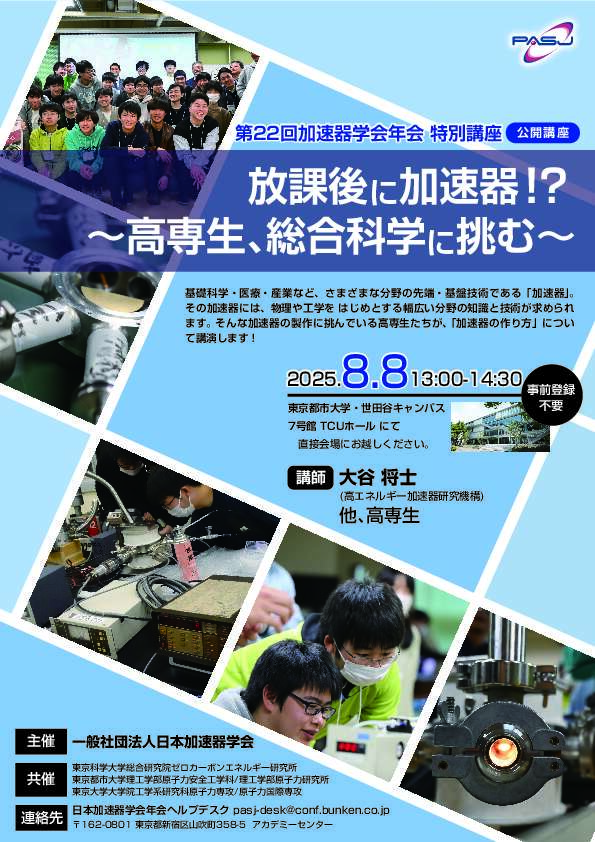 PASJ
第22回加速器学会年会 特別講座 公開講座
放課後に加速器!?
～高専生、総合科学に挑む～
基礎科学・医療・産業など、さまざまな分野の先端・基盤技術である「加速器」。
その加速器には、物理や工学を はじめとする幅広い分野の知識と技術が求められ
ます。そんな加速器の製作に挑んでいる高専生たちが、「加速器の作り方」につい
て講演します！
2025.8.8 13:00-14:30
事前登録
不要
東京都市大学・世田谷キャンパス
7号館 TCUホール にて
直接会場にお越しください。
講師 大谷 将士
(高エネルギー加速器研究機構)
他、高専生
主催 一般社団法人日本加速器学会
共催 東京科学大学総合研究院ゼロカーボンエネルギー研究所
東京都市大学理工学部原子力安全工学科/理工学部原子力研究所
東京大学大学院工学系研究科原子力専攻/原子力国際専攻
連絡先 日本加速器学会年会ヘルプデスク pasj-desk@conf.bunken.co.jp
〒162-0801 東京都新宿区山吹町358-5 アカデミーセンター